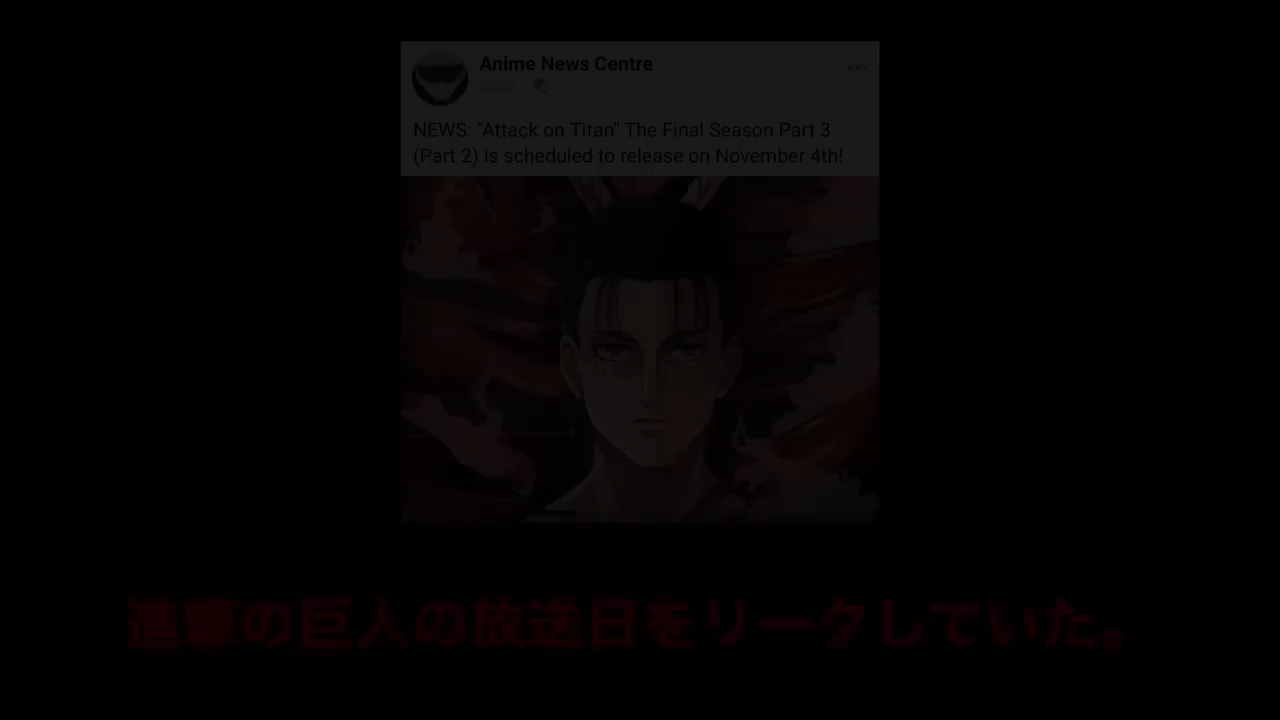 Anime News Centre
NEWS: "Attack on Titan" The Final Season Part 3
(Part 2) is scheduled to release on November 4th!
進撃の巨人の放送日をリークしていた。